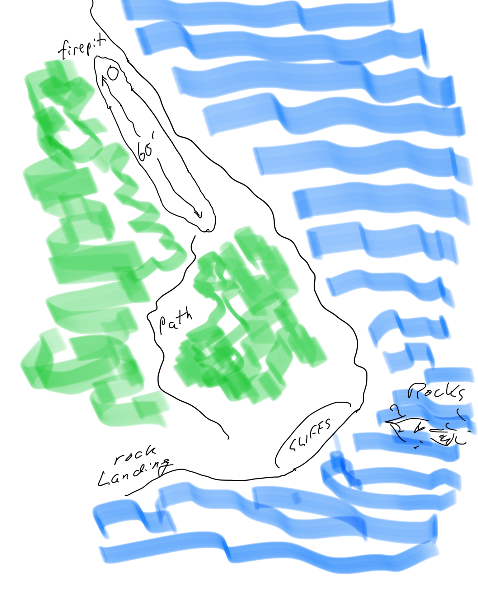 firepit
60'
path
Rocks
CLIFFS
rock
Landing